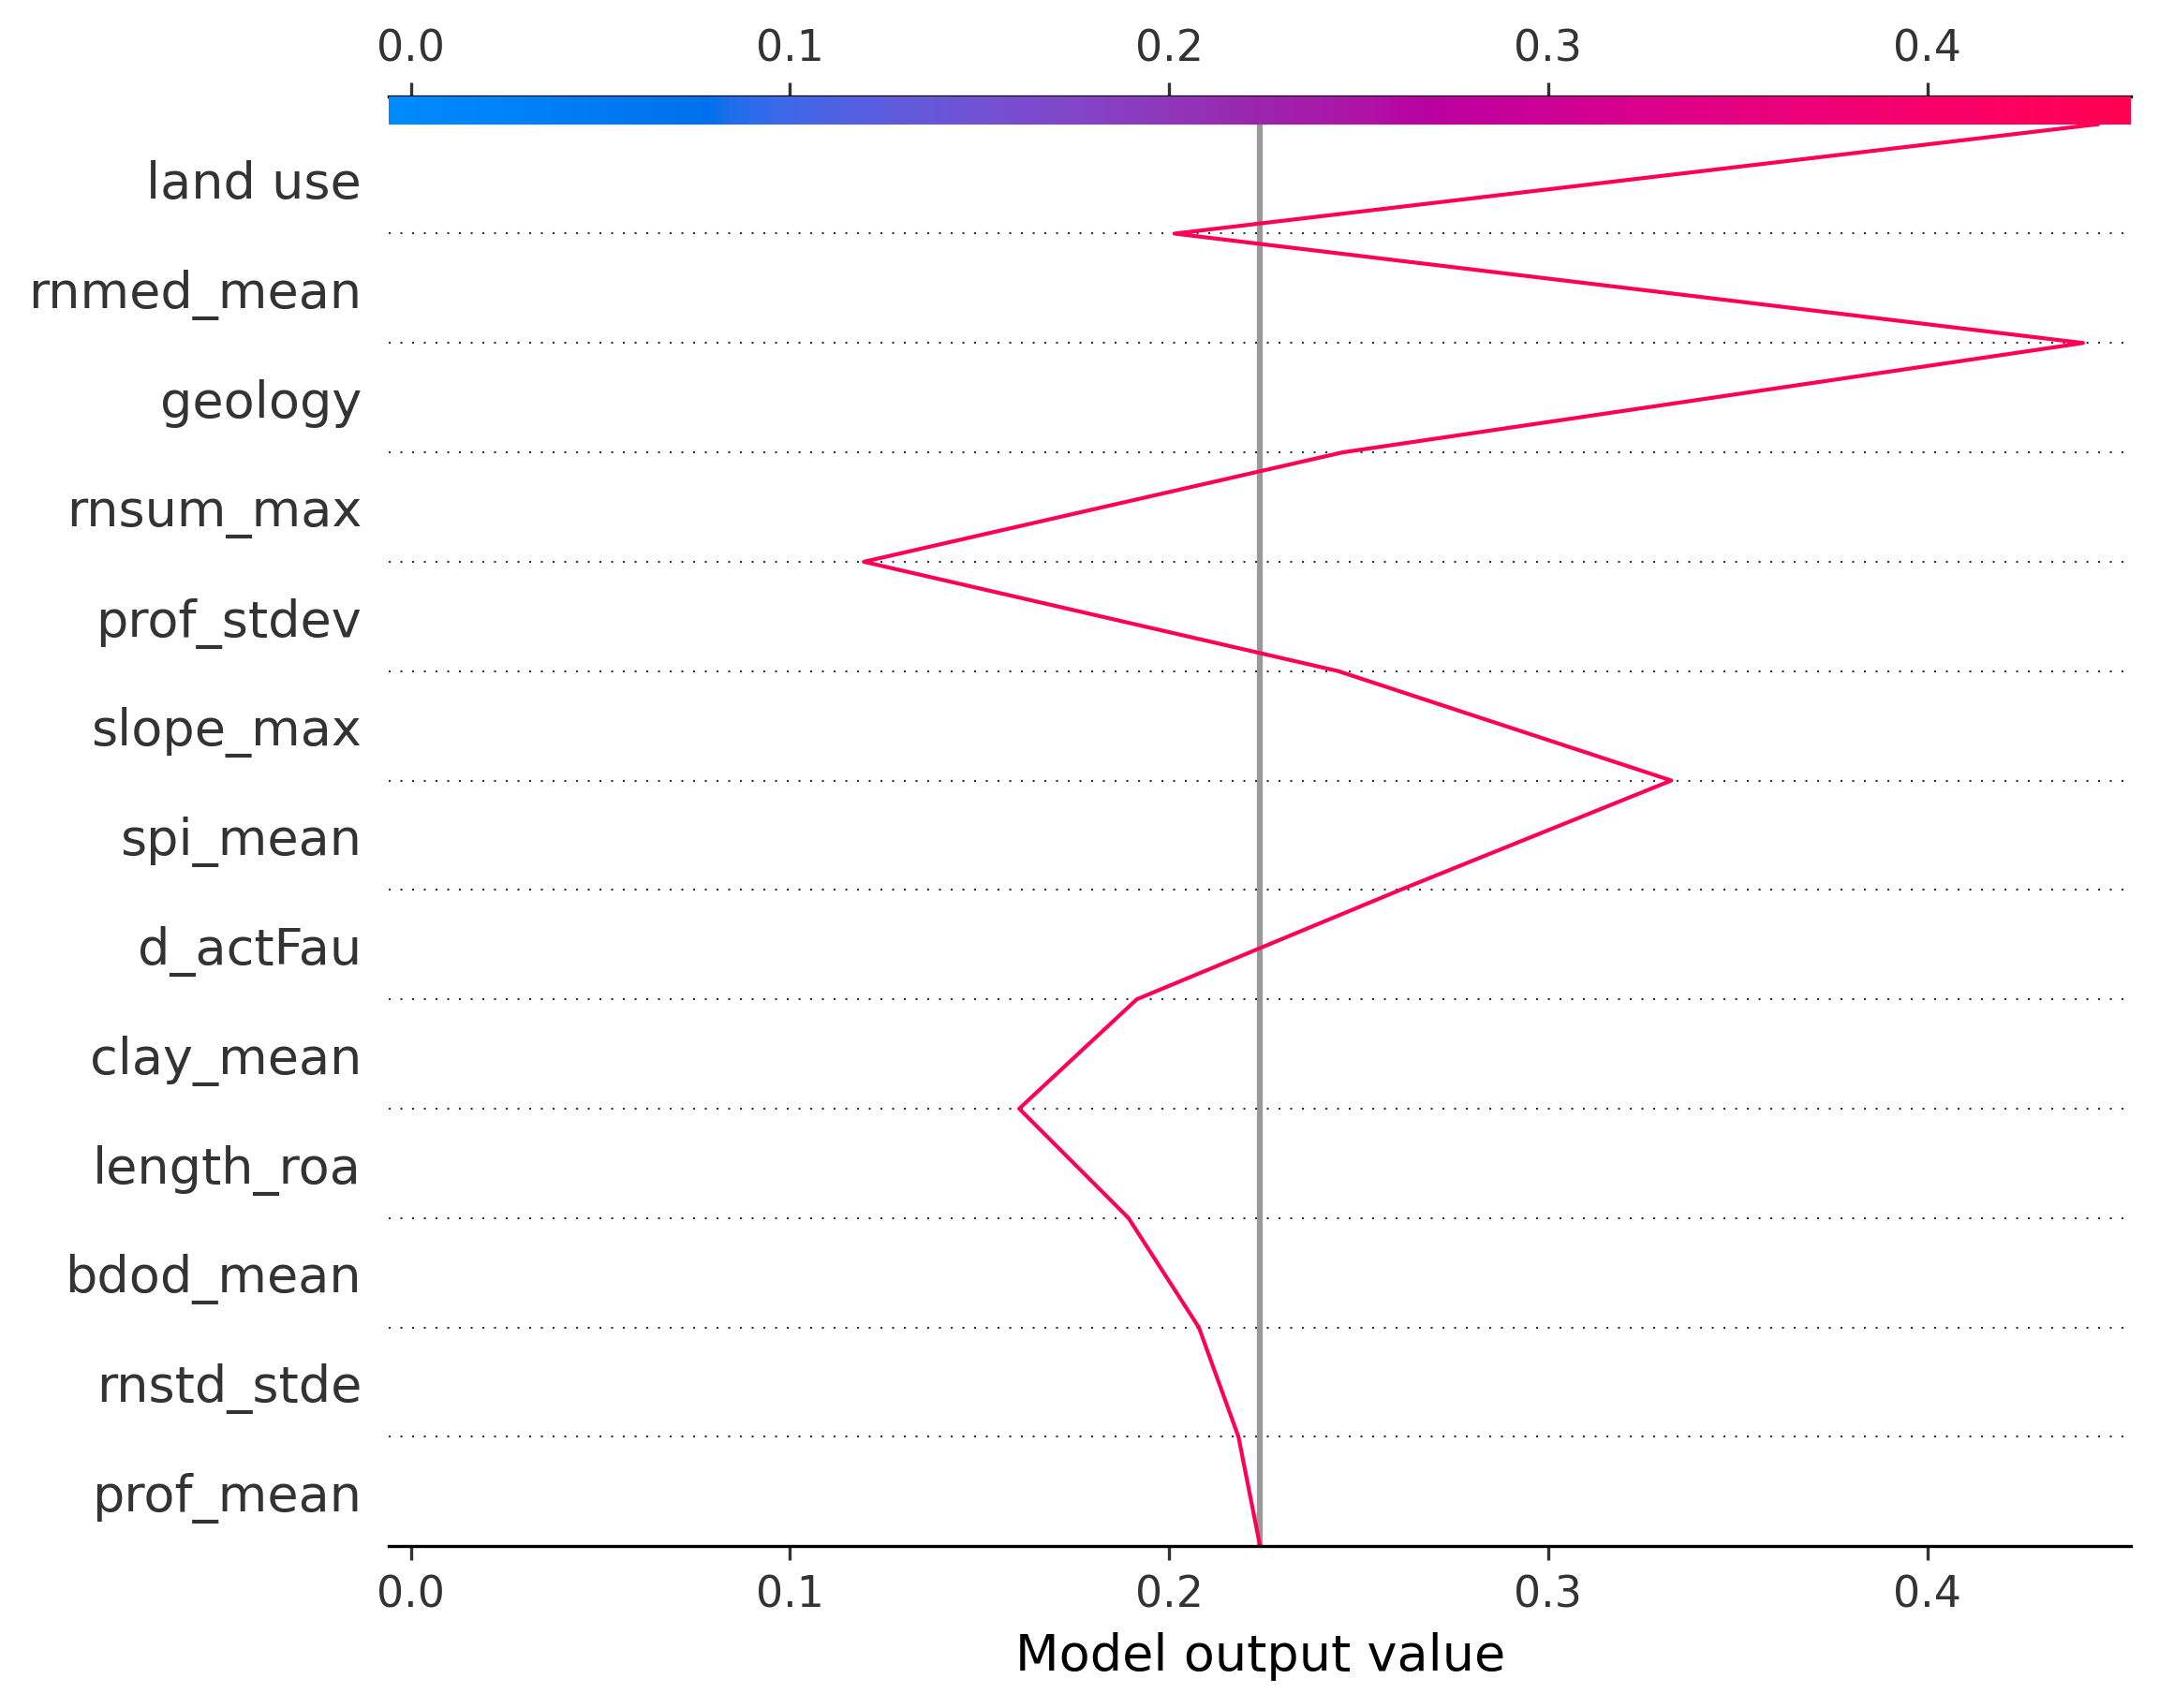 0.0 0.1 0.2 0.3 0.4
land use
rnmed_mean
geology
rnsum_max
prof_stdev
slope_max
spi_mean
d_actFau
clay_mean
length_roa
bdod_mean
rnstd_stde
prof_mean
0.0 0.1 0.2 0.3 0.4
Model output value